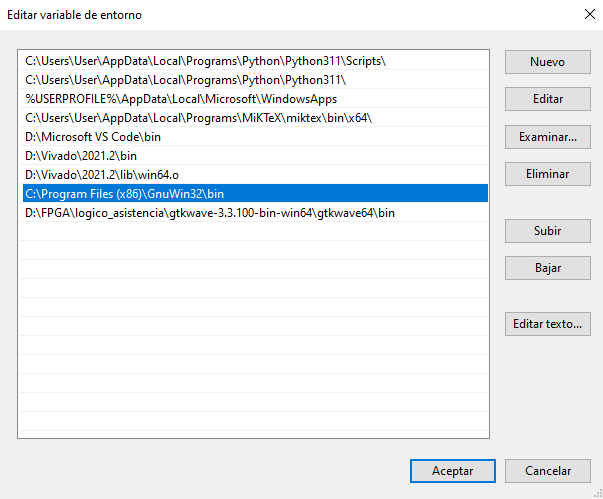 Editar variable de entorno
C:\Users\User\AppData\Local\Programs\Python\Python311\Scripts\
C:\Users\User\AppData\Local\Programs\Python\Python311\
%USERPROFILE%\AppData\Local\Microsoft\WindowsApps
C:\Users\User\AppData\Local\Programs\MiKTeX\miktex\bin\x64\
D:\Microsoft VS Code\bin
D:\Vivado\2021.2\bin
D:\Vivado\2021.2\lib\win64.o
C:\Program Files (x86)\GnuWin32\bin
D:\FPGA\logico_asistencia\gtkwave-3.3.100-bin-win64\gtkwave64\bin
Nuevo
Editar
Examinar...
Eliminar
Subir
Bajar
Editar texto...
Aceptar
Cancelar